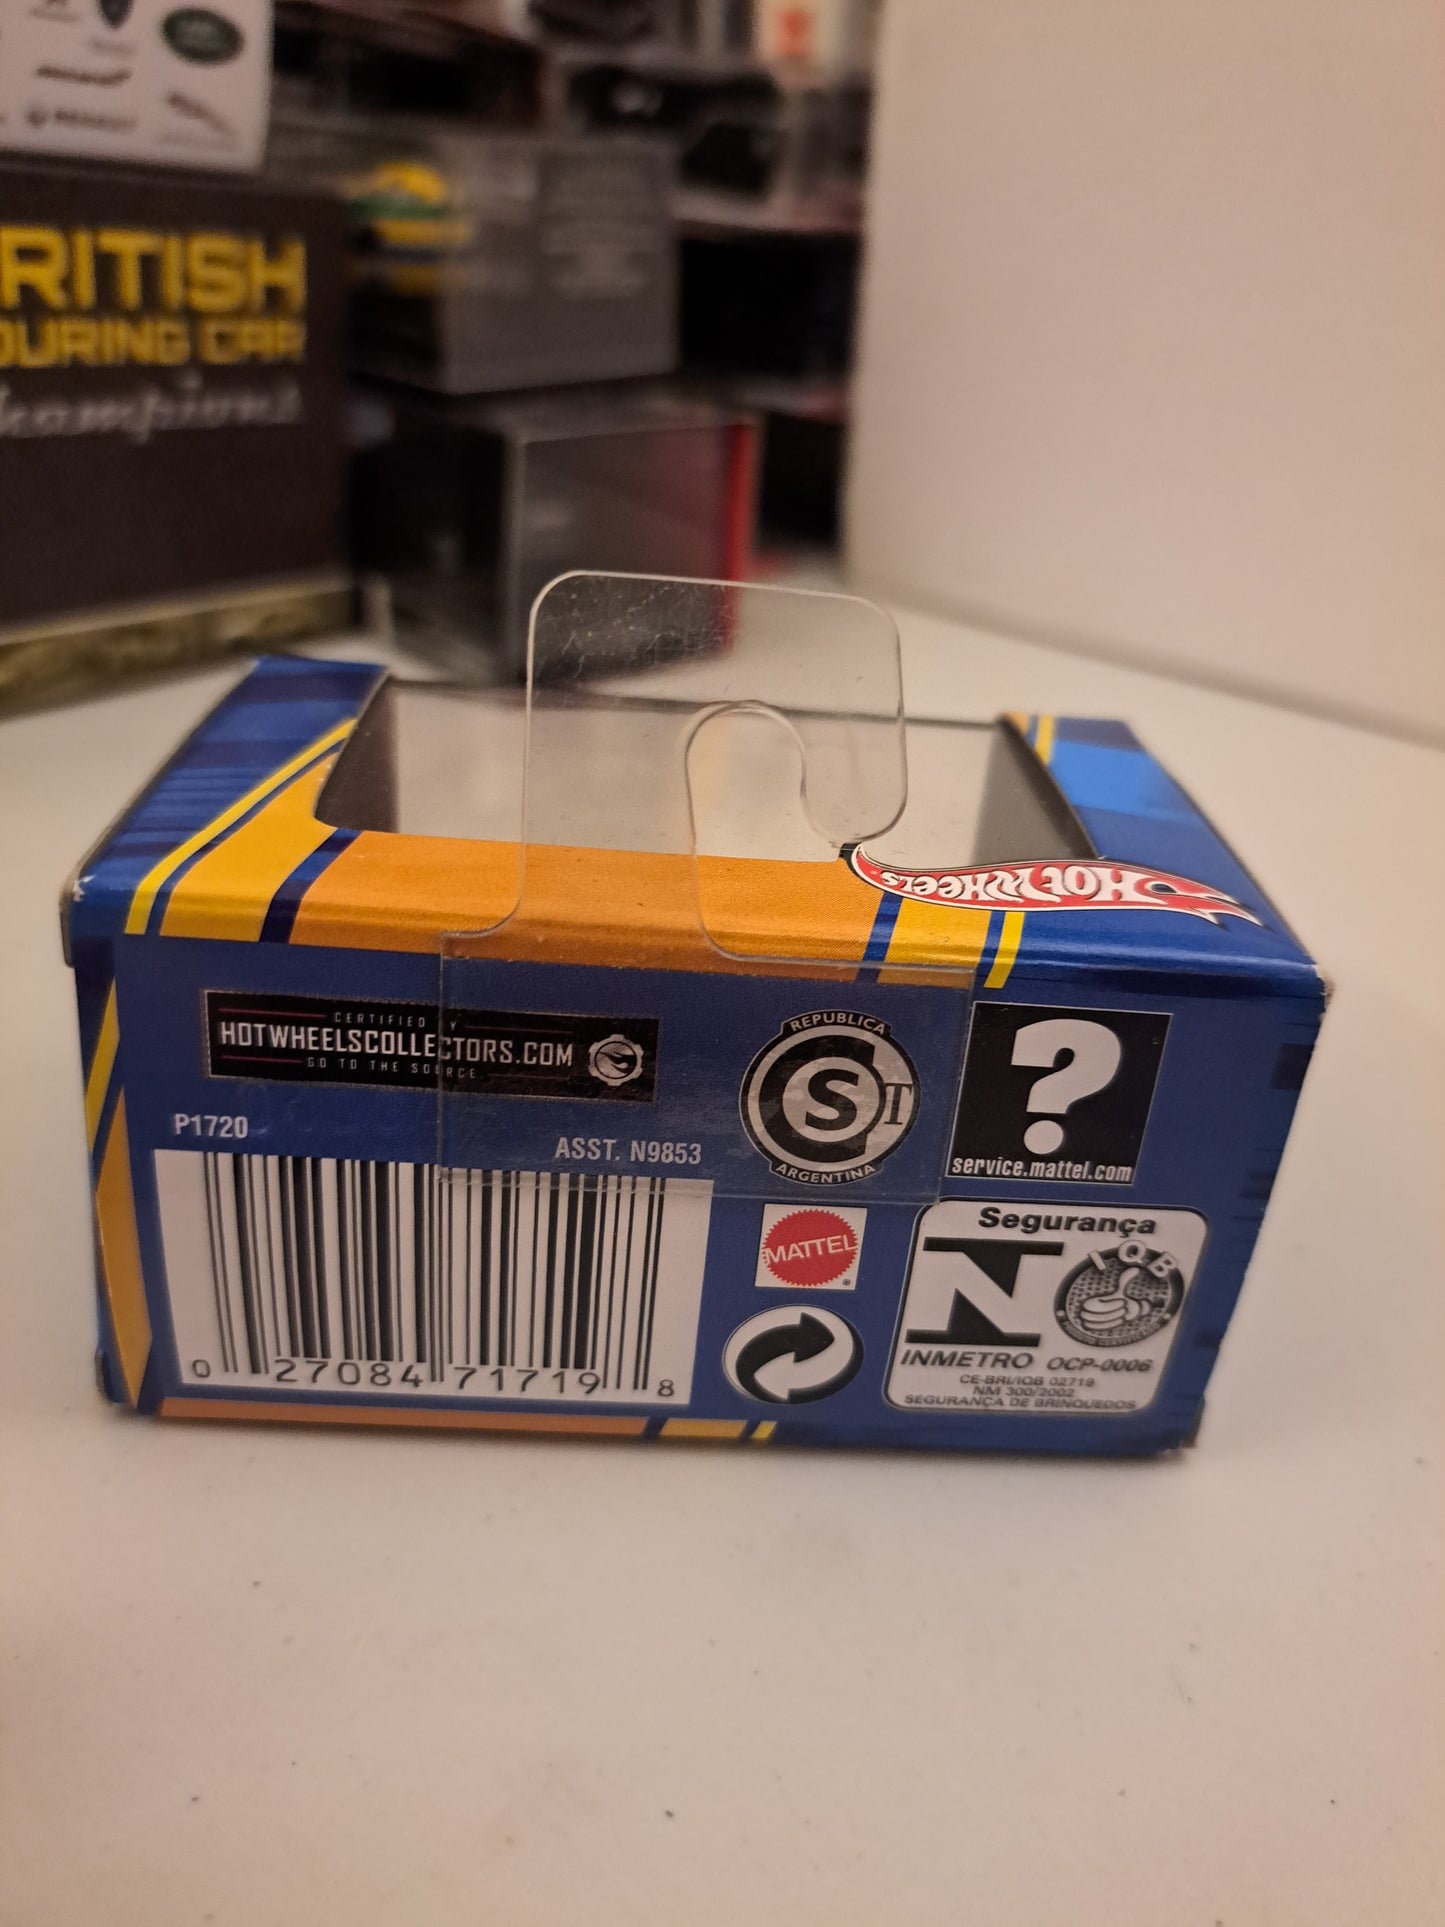 RITISH
OURING CAR
hampions
HOT WHEELS
CERTIFIED BY
HOTWHEELSCOLLECTORS.COM
GO TO THE SOURCE
P1720
ASST. N9853
0 27084 71719 8
REPUBLICA
S T
ARGENTINA
?
service.mattel.com
MATTEL
®
Segurança
N
IQB
INMETRO OCP-0006
CE-BRI/IQB 02719
NM 300/2002
SEGURANÇA DE BRINQUEDOS